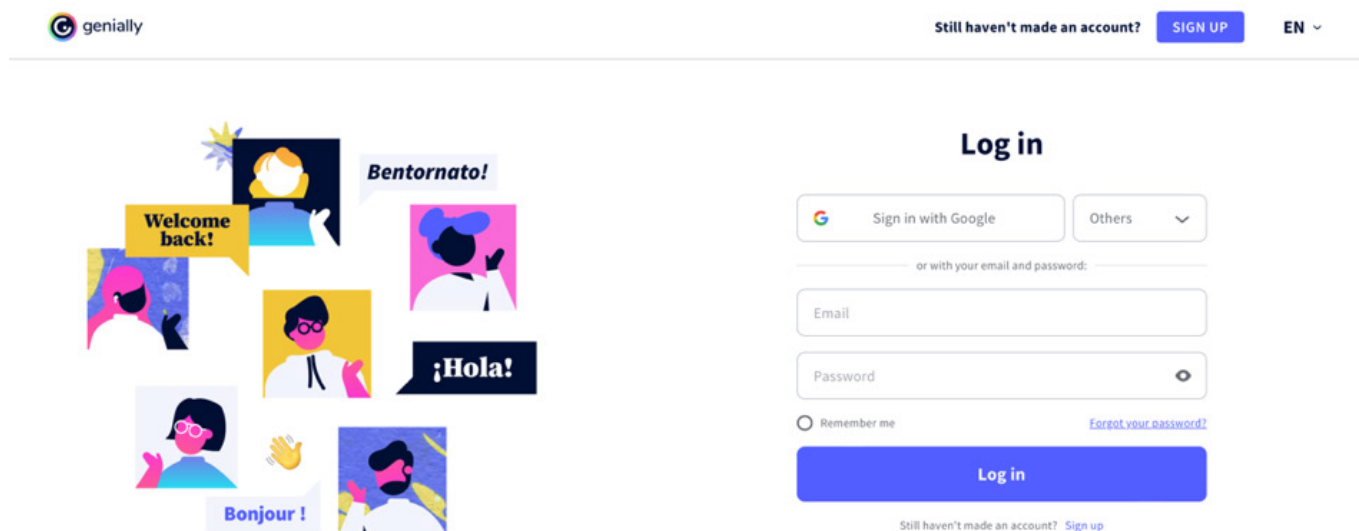 genially
Still haven't made an account?
SIGN UP
EN
Bentornato!
Welcome
back!
¡Hola!
Bonjour !
Log in
Sign in with Google
Others
or with your email and password:
Email
Password
Remember me
Forgot your password?
Log in
Still haven't made an account? Sign up